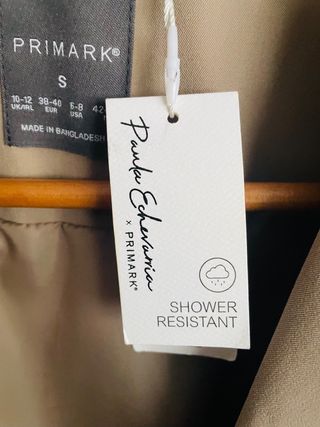 PRIMARK®
S
10-12 38-40 6-8 42
UK/IRL EUR USA
MADE IN BANGLADESH
Paula Echevarría
x PRIMARK®
SHOWER
RESISTANT